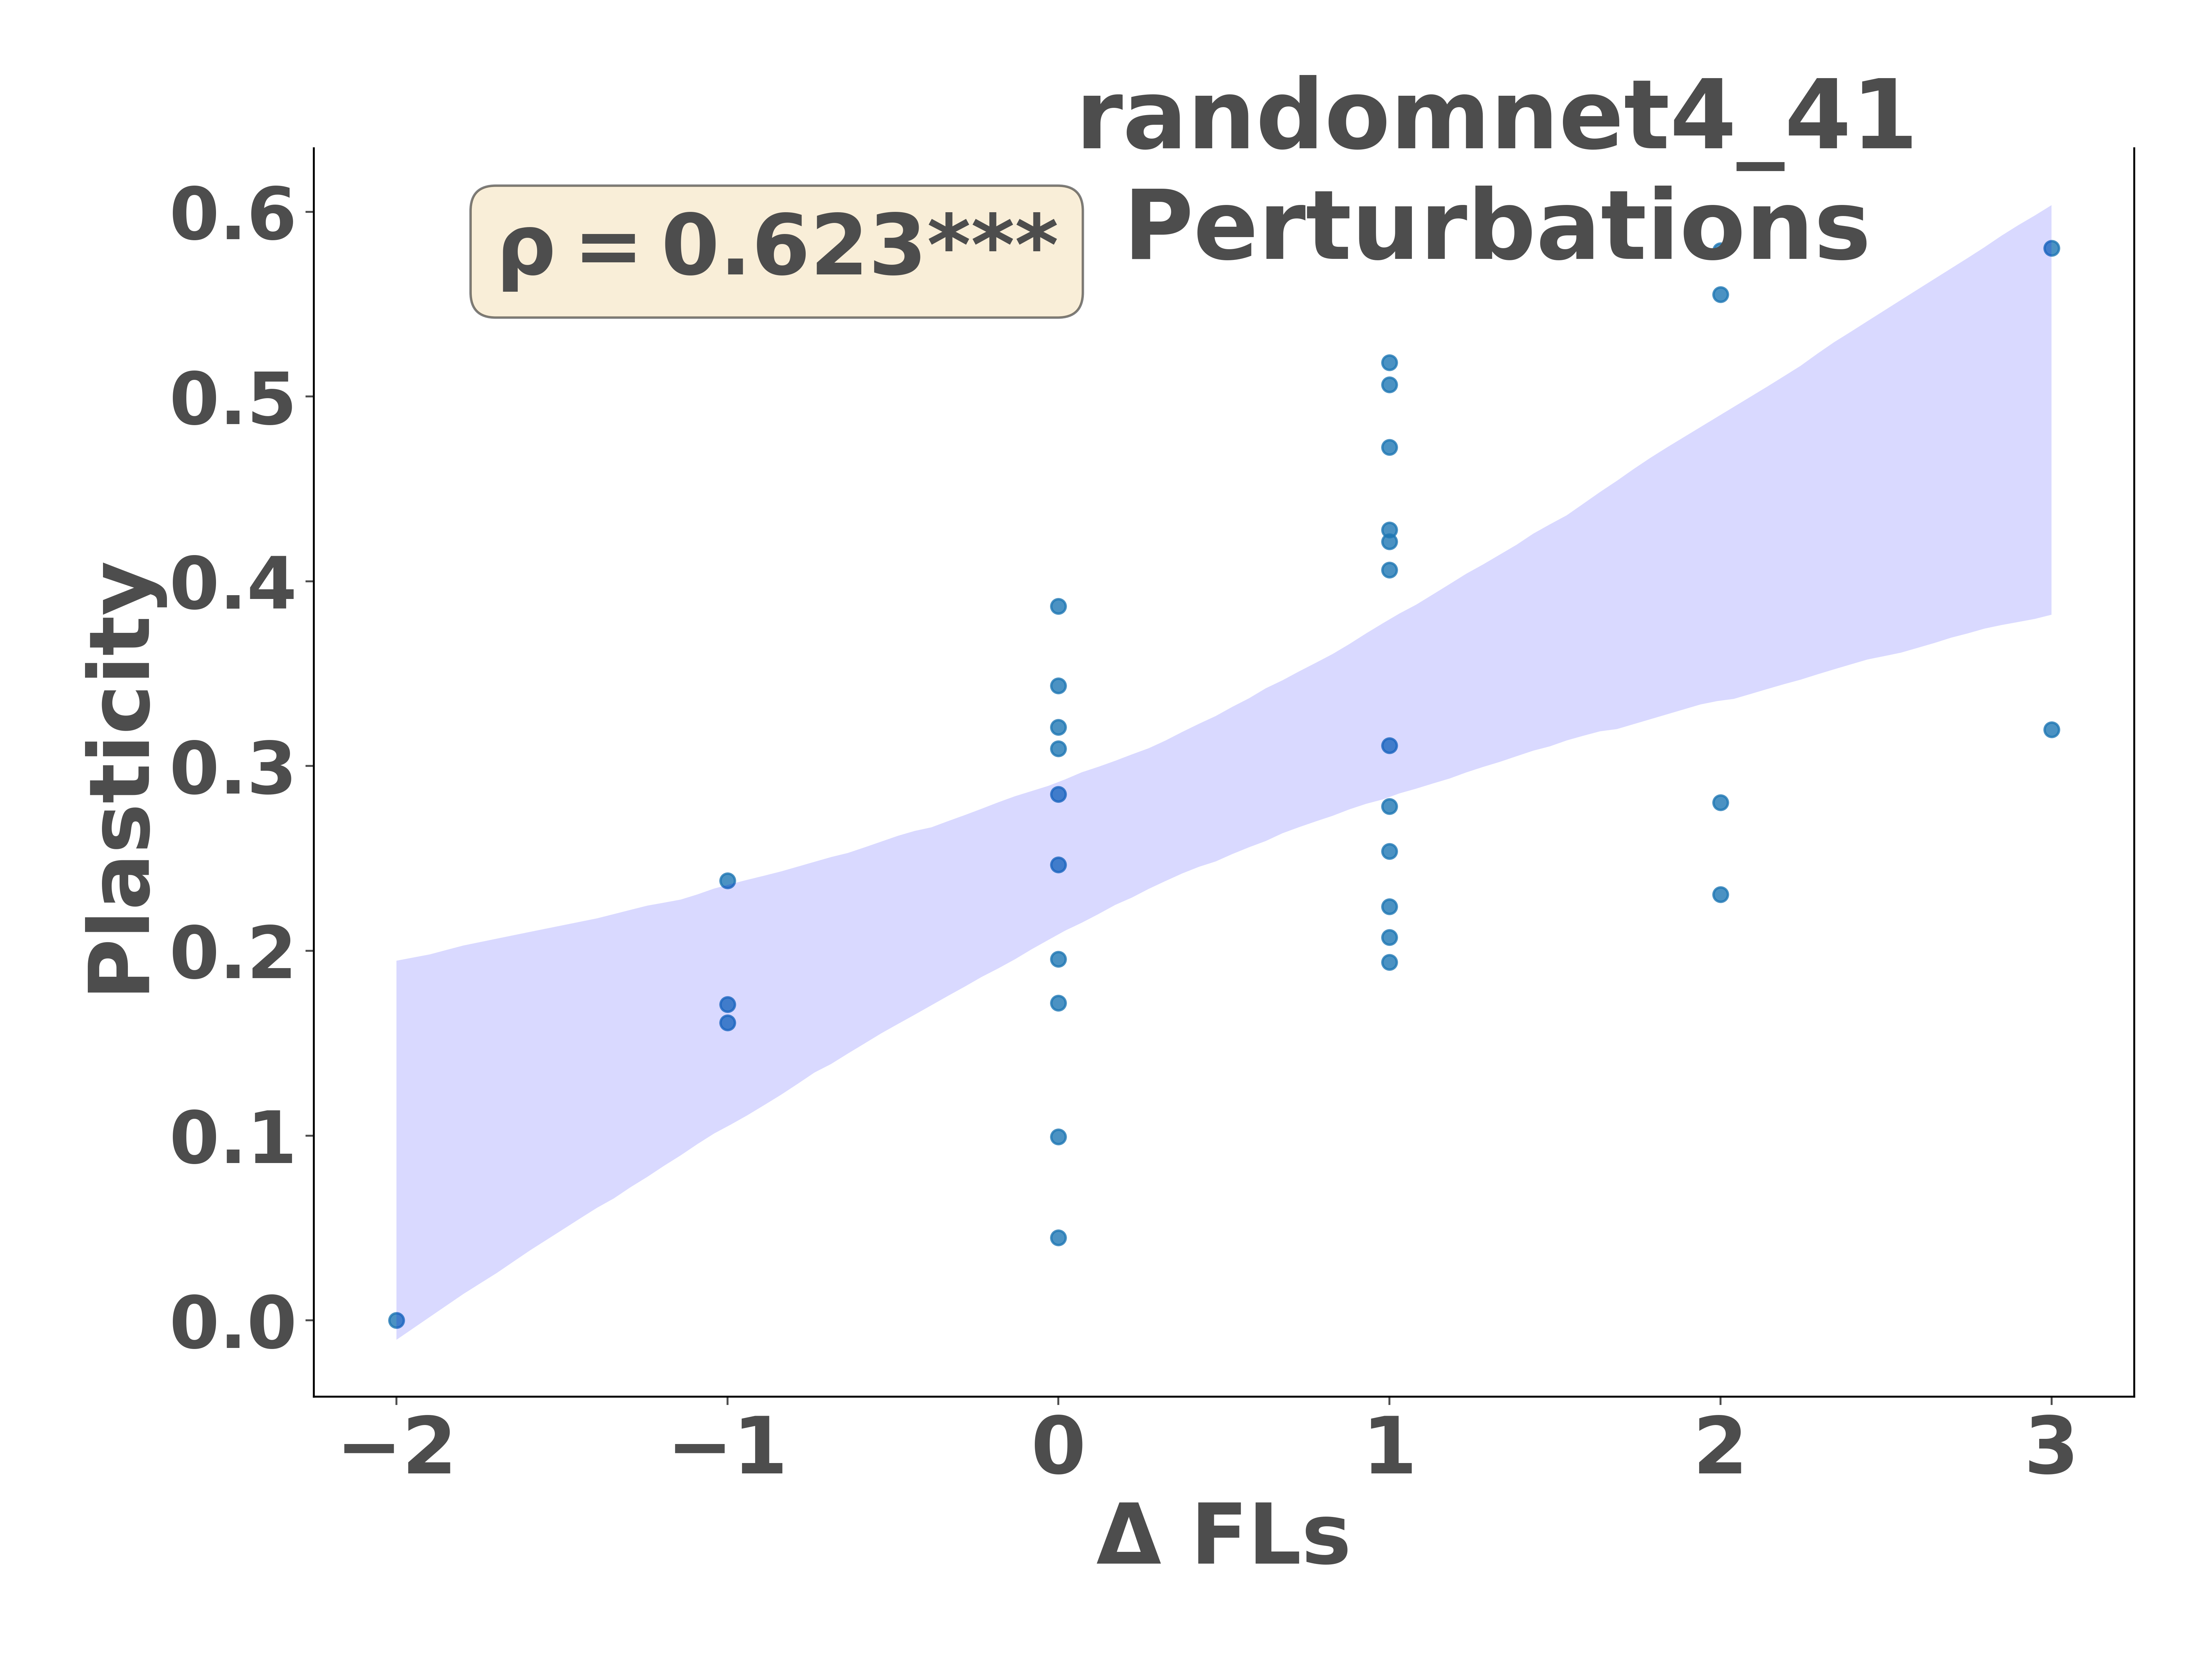 randomnet4_41
Perturbations
ρ = 0.623***
Plasticity
0.6
0.5
0.4
0.3
0.2
0.1
0.0
−2 −1 0 1 2 3
Δ FLs